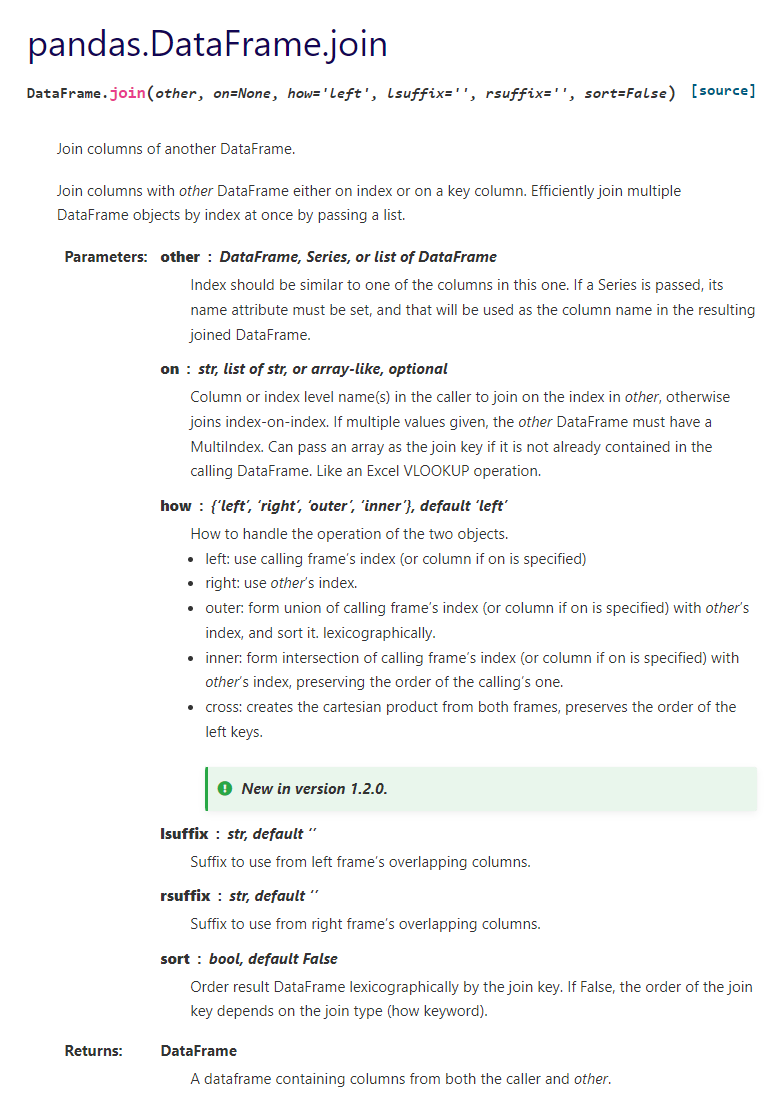 pandas.DataFrame.join
DataFrame.join(other, on=None, how='left', lsuffix='', rsuffix='', sort=False) [source]
Join columns of another DataFrame.
Join columns with other DataFrame either on index or on a key column. Efficiently join multiple
DataFrame objects by index at once by passing a list.
Parameters: other : DataFrame, Series, or list of DataFrame
Index should be similar to one of the columns in this one. If a Series is passed, its
name attribute must be set, and that will be used as the column name in the resulting
joined DataFrame.
on : str, list of str, or array-like, optional
Column or index level name(s) in the caller to join on the index in other, otherwise
joins index-on-index. If multiple values given, the other DataFrame must have a
MultiIndex. Can pass an array as the join key if it is not already contained in the
calling DataFrame. Like an Excel VLOOKUP operation.
how : {‘left’, ‘right’, ‘outer’, ‘inner’}, default ‘left’
How to handle the operation of the two objects.
• left: use calling frame’s index (or column if on is specified)
• right: use other’s index.
• outer: form union of calling frame’s index (or column if on is specified) with other’s
index, and sort it. lexicographically.
• inner: form intersection of calling frame’s index (or column if on is specified) with
other’s index, preserving the order of the calling’s one.
• cross: creates the cartesian product from both frames, preserves the order of the
left keys.
New in version 1.2.0.
lsuffix : str, default ‘’
Suffix to use from left frame’s overlapping columns.
rsuffix : str, default ‘’
Suffix to use from right frame’s overlapping columns.
sort : bool, default False
Order result DataFrame lexicographically by the join key. If False, the order of the join
key depends on the join type (how keyword).
Returns: DataFrame
A dataframe containing columns from both the caller and other.